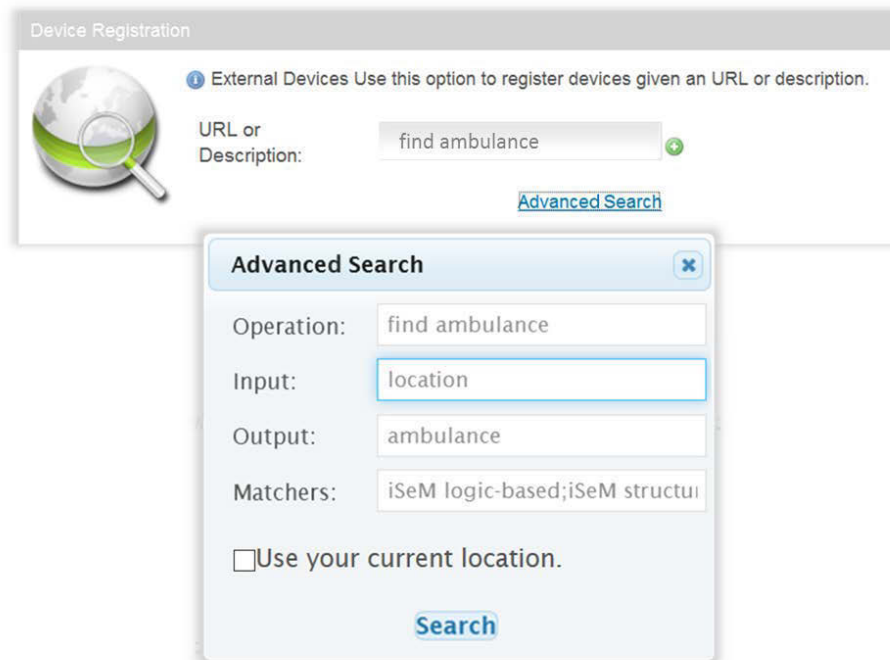 Device Registration
External Devices Use this option to register devices given an URL or description.
URL or
Description:
find ambulance
Advanced Search
Advanced Search
Operation: find ambulance
Input: location
Output: ambulance
Matchers: iSeM logic-based;iSeM
Use your current location.
Search